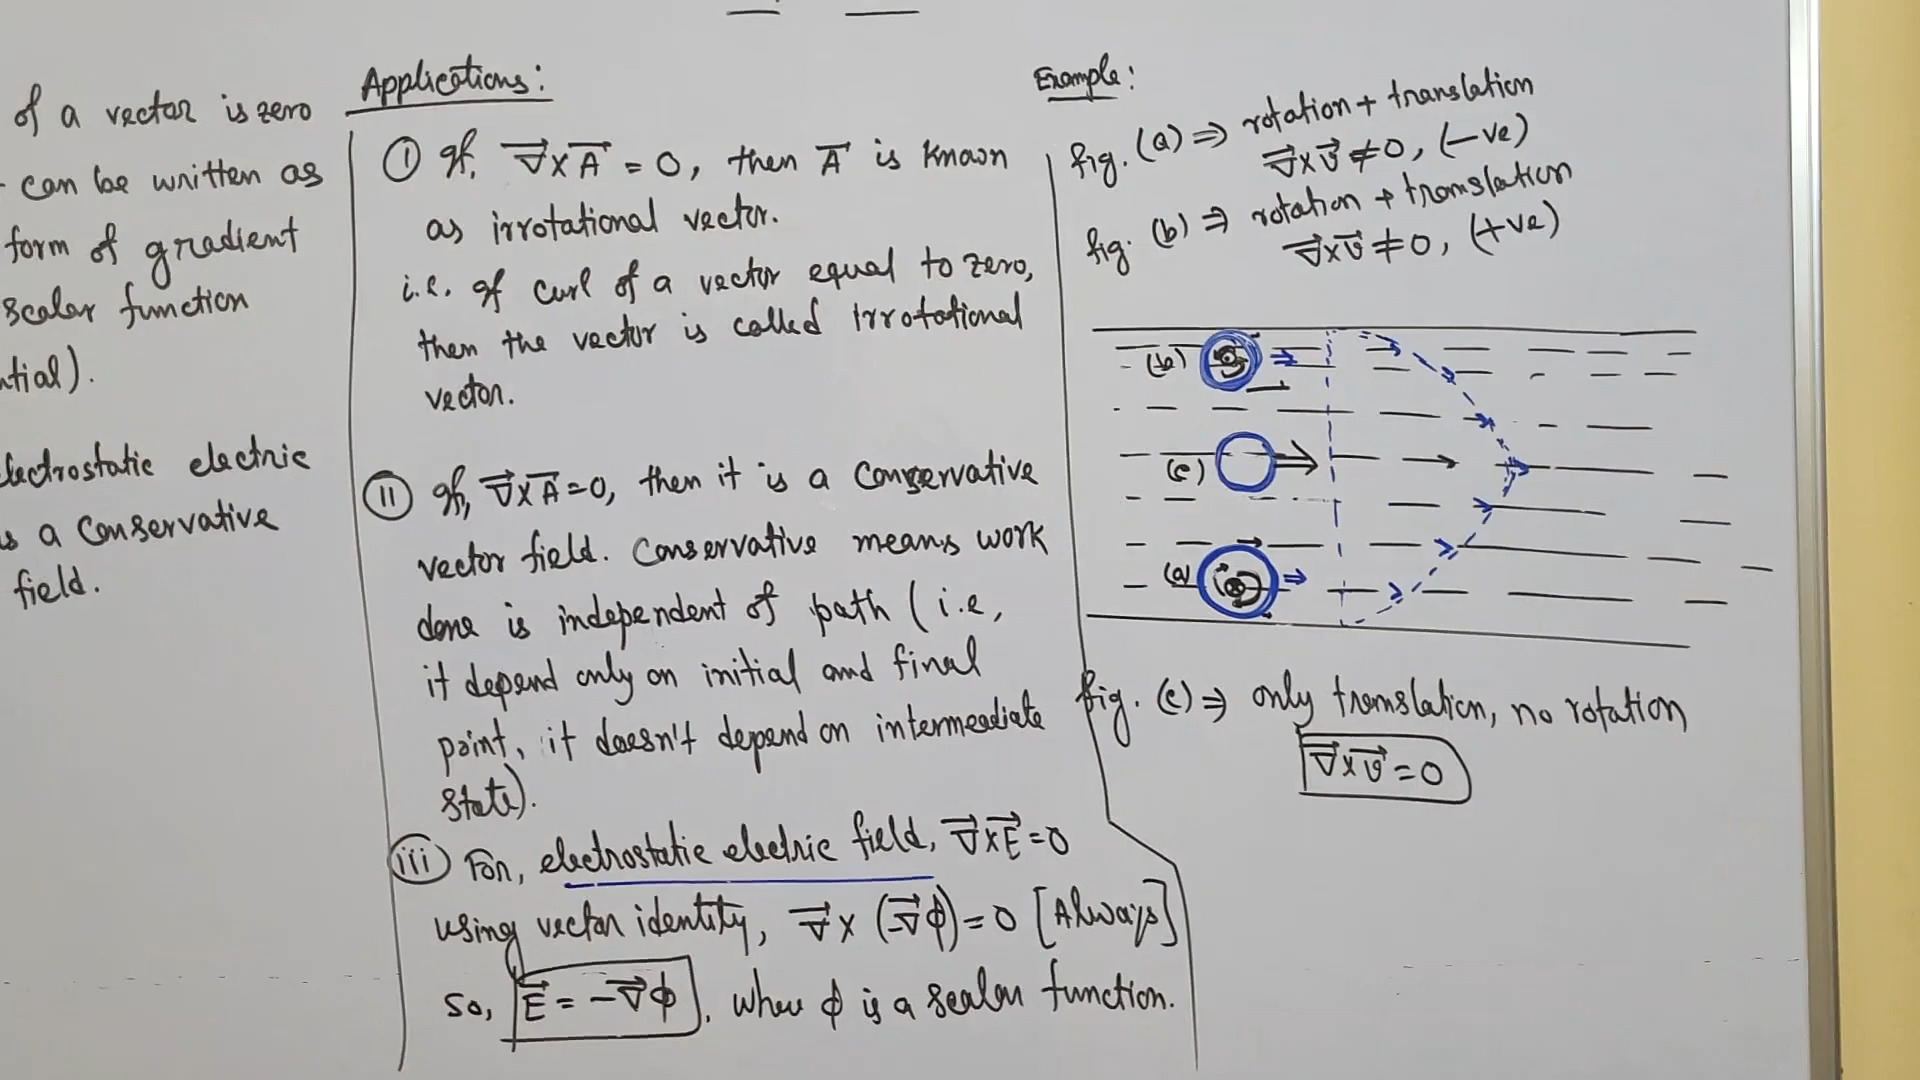 of a vector is zero
can be written as
form of gradient
scalar function
ntial).
lectrostatic electric
s a conservative
field.
Applications:
(i) If, ∇⃗×A⃗ = 0, then A⃗ is known
as irrotational vector.
i.e. If curl of a vector equal to zero,
then the vector is called Irrotational
vector.
(ii) If, ∇⃗×A⃗ = 0, then it is a conservative
vector field. Conservative means work
done is independent of path (i.e,
it depend only on initial and final
point, it doesn't depend on intermeadiate
state).
(iii) For, electrostatic electric field, ∇⃗×E⃗ = 0
using vector identity, ∇⃗×(-∇⃗ϕ) = 0 [Always]
So, E⃗ = -∇⃗ϕ, where ϕ is a scalar function.
Example:
fig. (a) ⇒ rotation + translation
∇⃗×v⃗ ≠ 0, (-ve)
fig. (b) ⇒ rotation + translation
∇⃗×v⃗ ≠ 0, (+ve)
(b)
(c)
(a)
fig. (c) ⇒ only translation, no rotation
∇⃗×v⃗ = 0